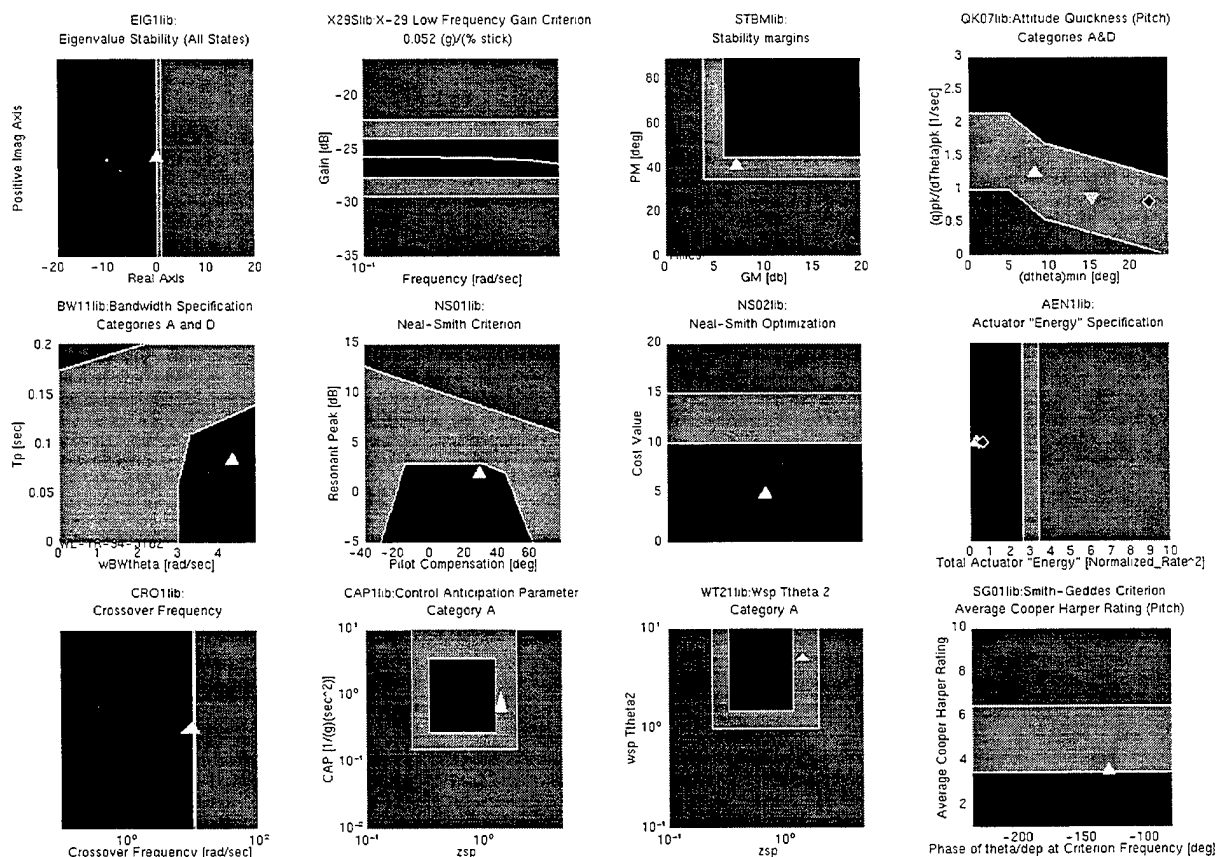 EIG1lib:
Eigenvalue Stability (All States)
Positive Imag Axis
-20 -10 0 10 20
Real Axis
X29Slib:X-29 Low Frequency Gain Criterion
0.052 (g)/(% stick)
Gain [dB]
-20
-25
-30
-35
10⁻¹
Frequency [rad/sec]
STBMlib:
Stability margins
PM [deg]
80
60
40
20
0
0 5 10 15 20
GM [db]
QK07lib:Attitude Quickness (Pitch)
Categories A&D
(q)pk/(dTheta)pk [1/sec]
3
2.5
2
1.5
1
0.5
0
0 5 10 15 20
(dtheta)min [deg]
BW11lib:Bandwidth Specification
Categories A and D
Tp [sec]
0.2
0.15
0.1
0.05
0
0 1 2 3 4
wBWtheta [rad/sec]
NS01lib:
Neal-Smith Criterion
Resonant Peak [dB]
15
10
5
0
-5
-40 -20 0 20 40 60 80
Pilot Compensation [deg]
NS02lib:
Neal-Smith Optimization
Cost Value
20
15
10
5
0
AEN1lib:
Actuator "Energy" Specification
0 1 2 3 4 5 6 7 8 9 10
Total Actuator "Energy" [Normalized_Rate^2]
CRO1lib:
Crossover Frequency
10⁰ 10²
Crossover Frequency [rad/sec]
CAP1lib:Control Anticipation Parameter
Category A
CAP [1/(g)(sec^2)]
10¹
10⁰
10⁻¹
10⁻²
10⁻¹ 10⁰
zsp
WT21lib:Wsp Ttheta 2
Category A
wsp Ttheta2
10¹
10⁰
10⁻¹
10⁻¹ 10⁰
zsp
SG01lib:Smith-Geddes Criterion
Average Cooper Harper Rating (Pitch)
Average Cooper Harper Rating
10
8
6
4
2
-200 -150 -100
Phase of theta/dep at Criterion Frequency [deg]